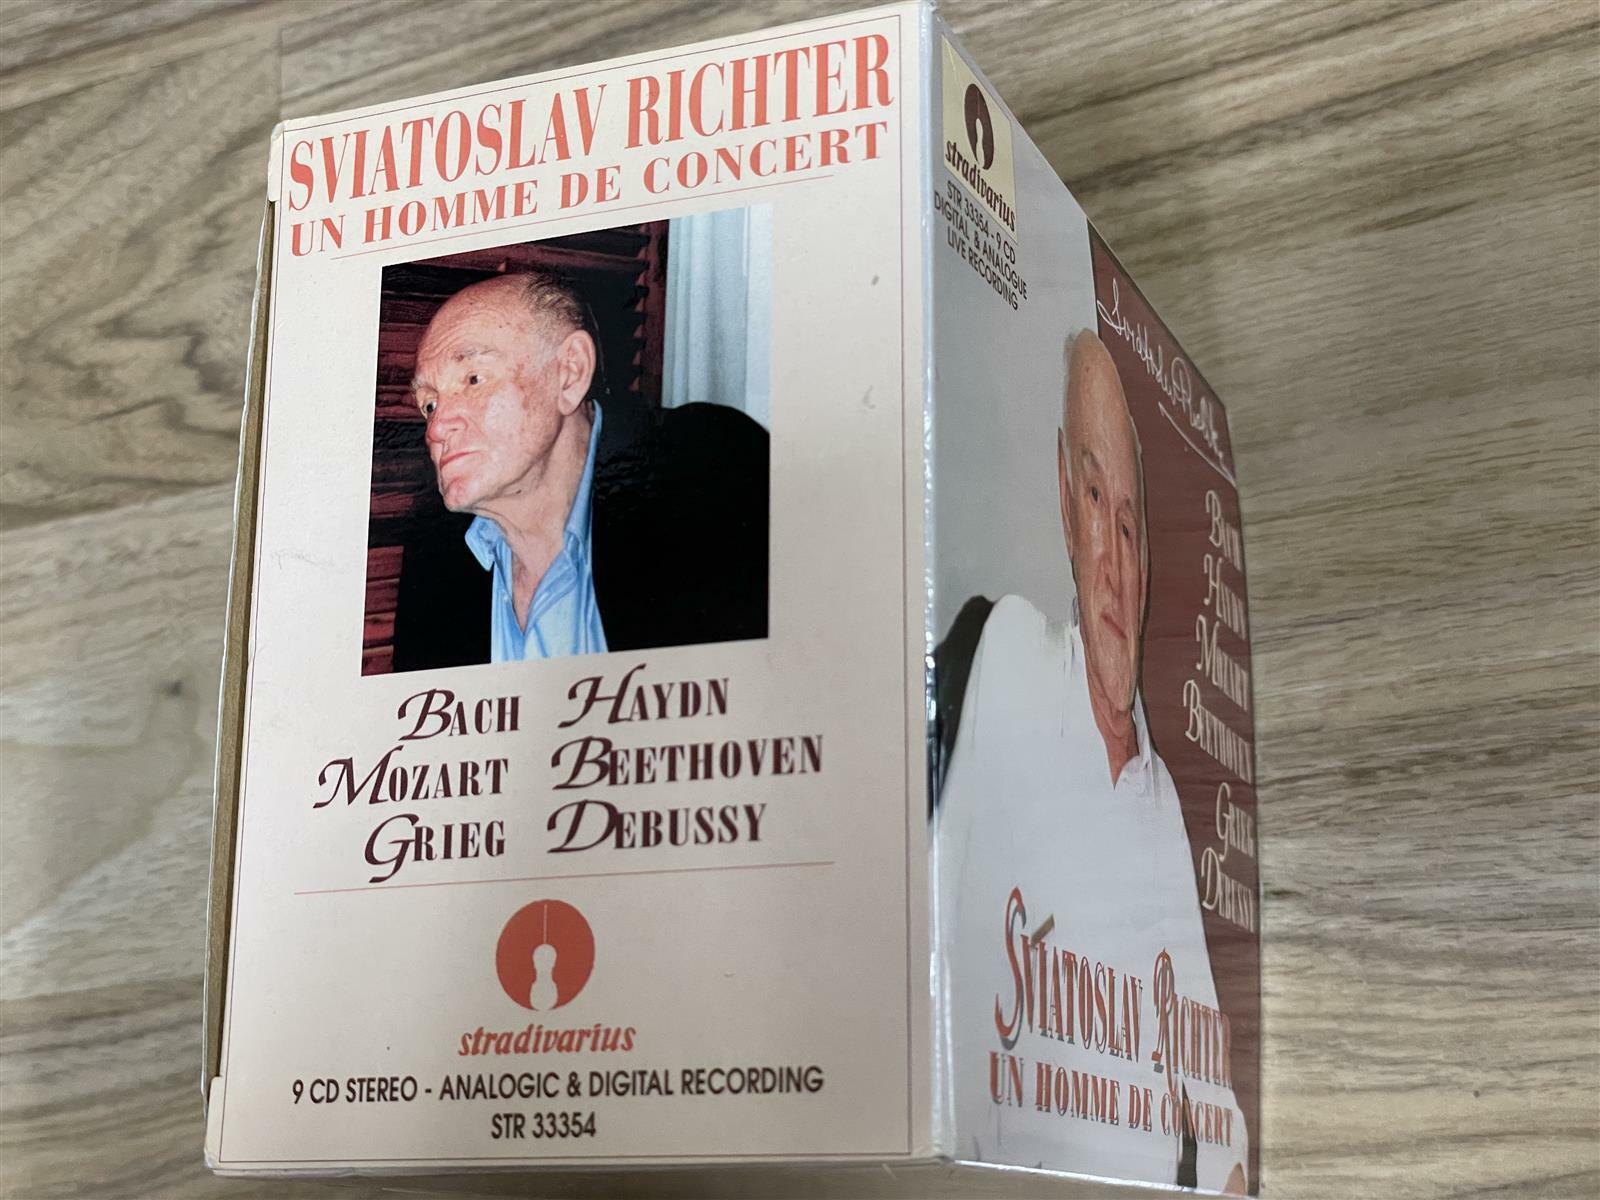 SVIATOSLAV RICHTER
UN HOMME DE CONCERT
BACH HAYDN
MOZART BEETHOVEN
GRIEG DEBUSSY
stradivarius
9 CD STEREO - ANALOGIC & DIGITAL RECORDING
STR 33354
stradivarius
STR 33354 - 9 CD
DIGITAL & ANALOGUE
LIVE RECORDING
BACH
HAYDN
MOZART
BEETHOVEN
GRIEG
DEBUSSY
SVIATOSLAV RICHTER
UN HOMME DE CONCERT